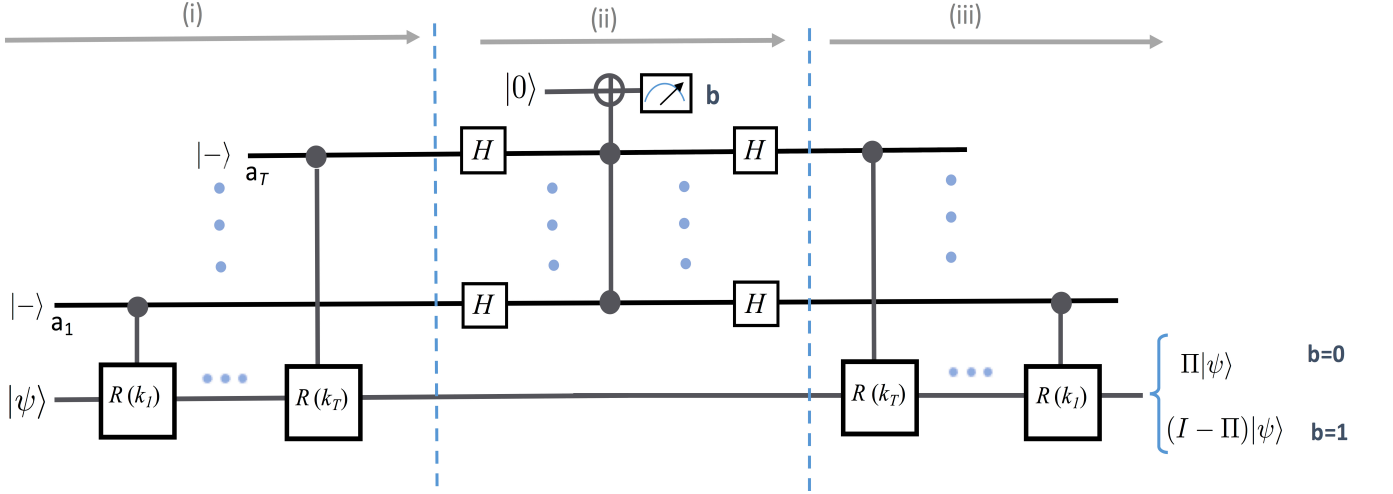 (i) (ii) (iii)
|0⟩ b
|−⟩ H H
a_T
|−⟩ H H
a_1
|ψ⟩ R(k_1) R(k_T) R(k_T) R(k_1)
Π|ψ⟩ b=0
(I − Π)|ψ⟩ b=1